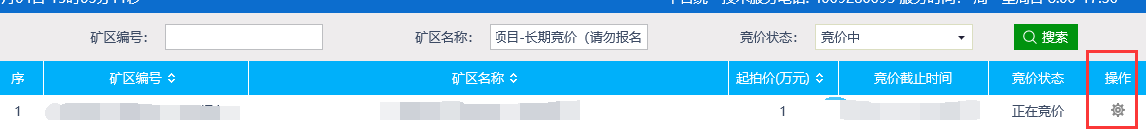 矿区编号： 矿区名称： 项目-长期竞价（请勿报名 竞价状态： 竞价中 搜索
序 矿区编号 矿区名称 起拍价(万元) 竞价截止时间 竞价状态 操作
1 1 正在竞价